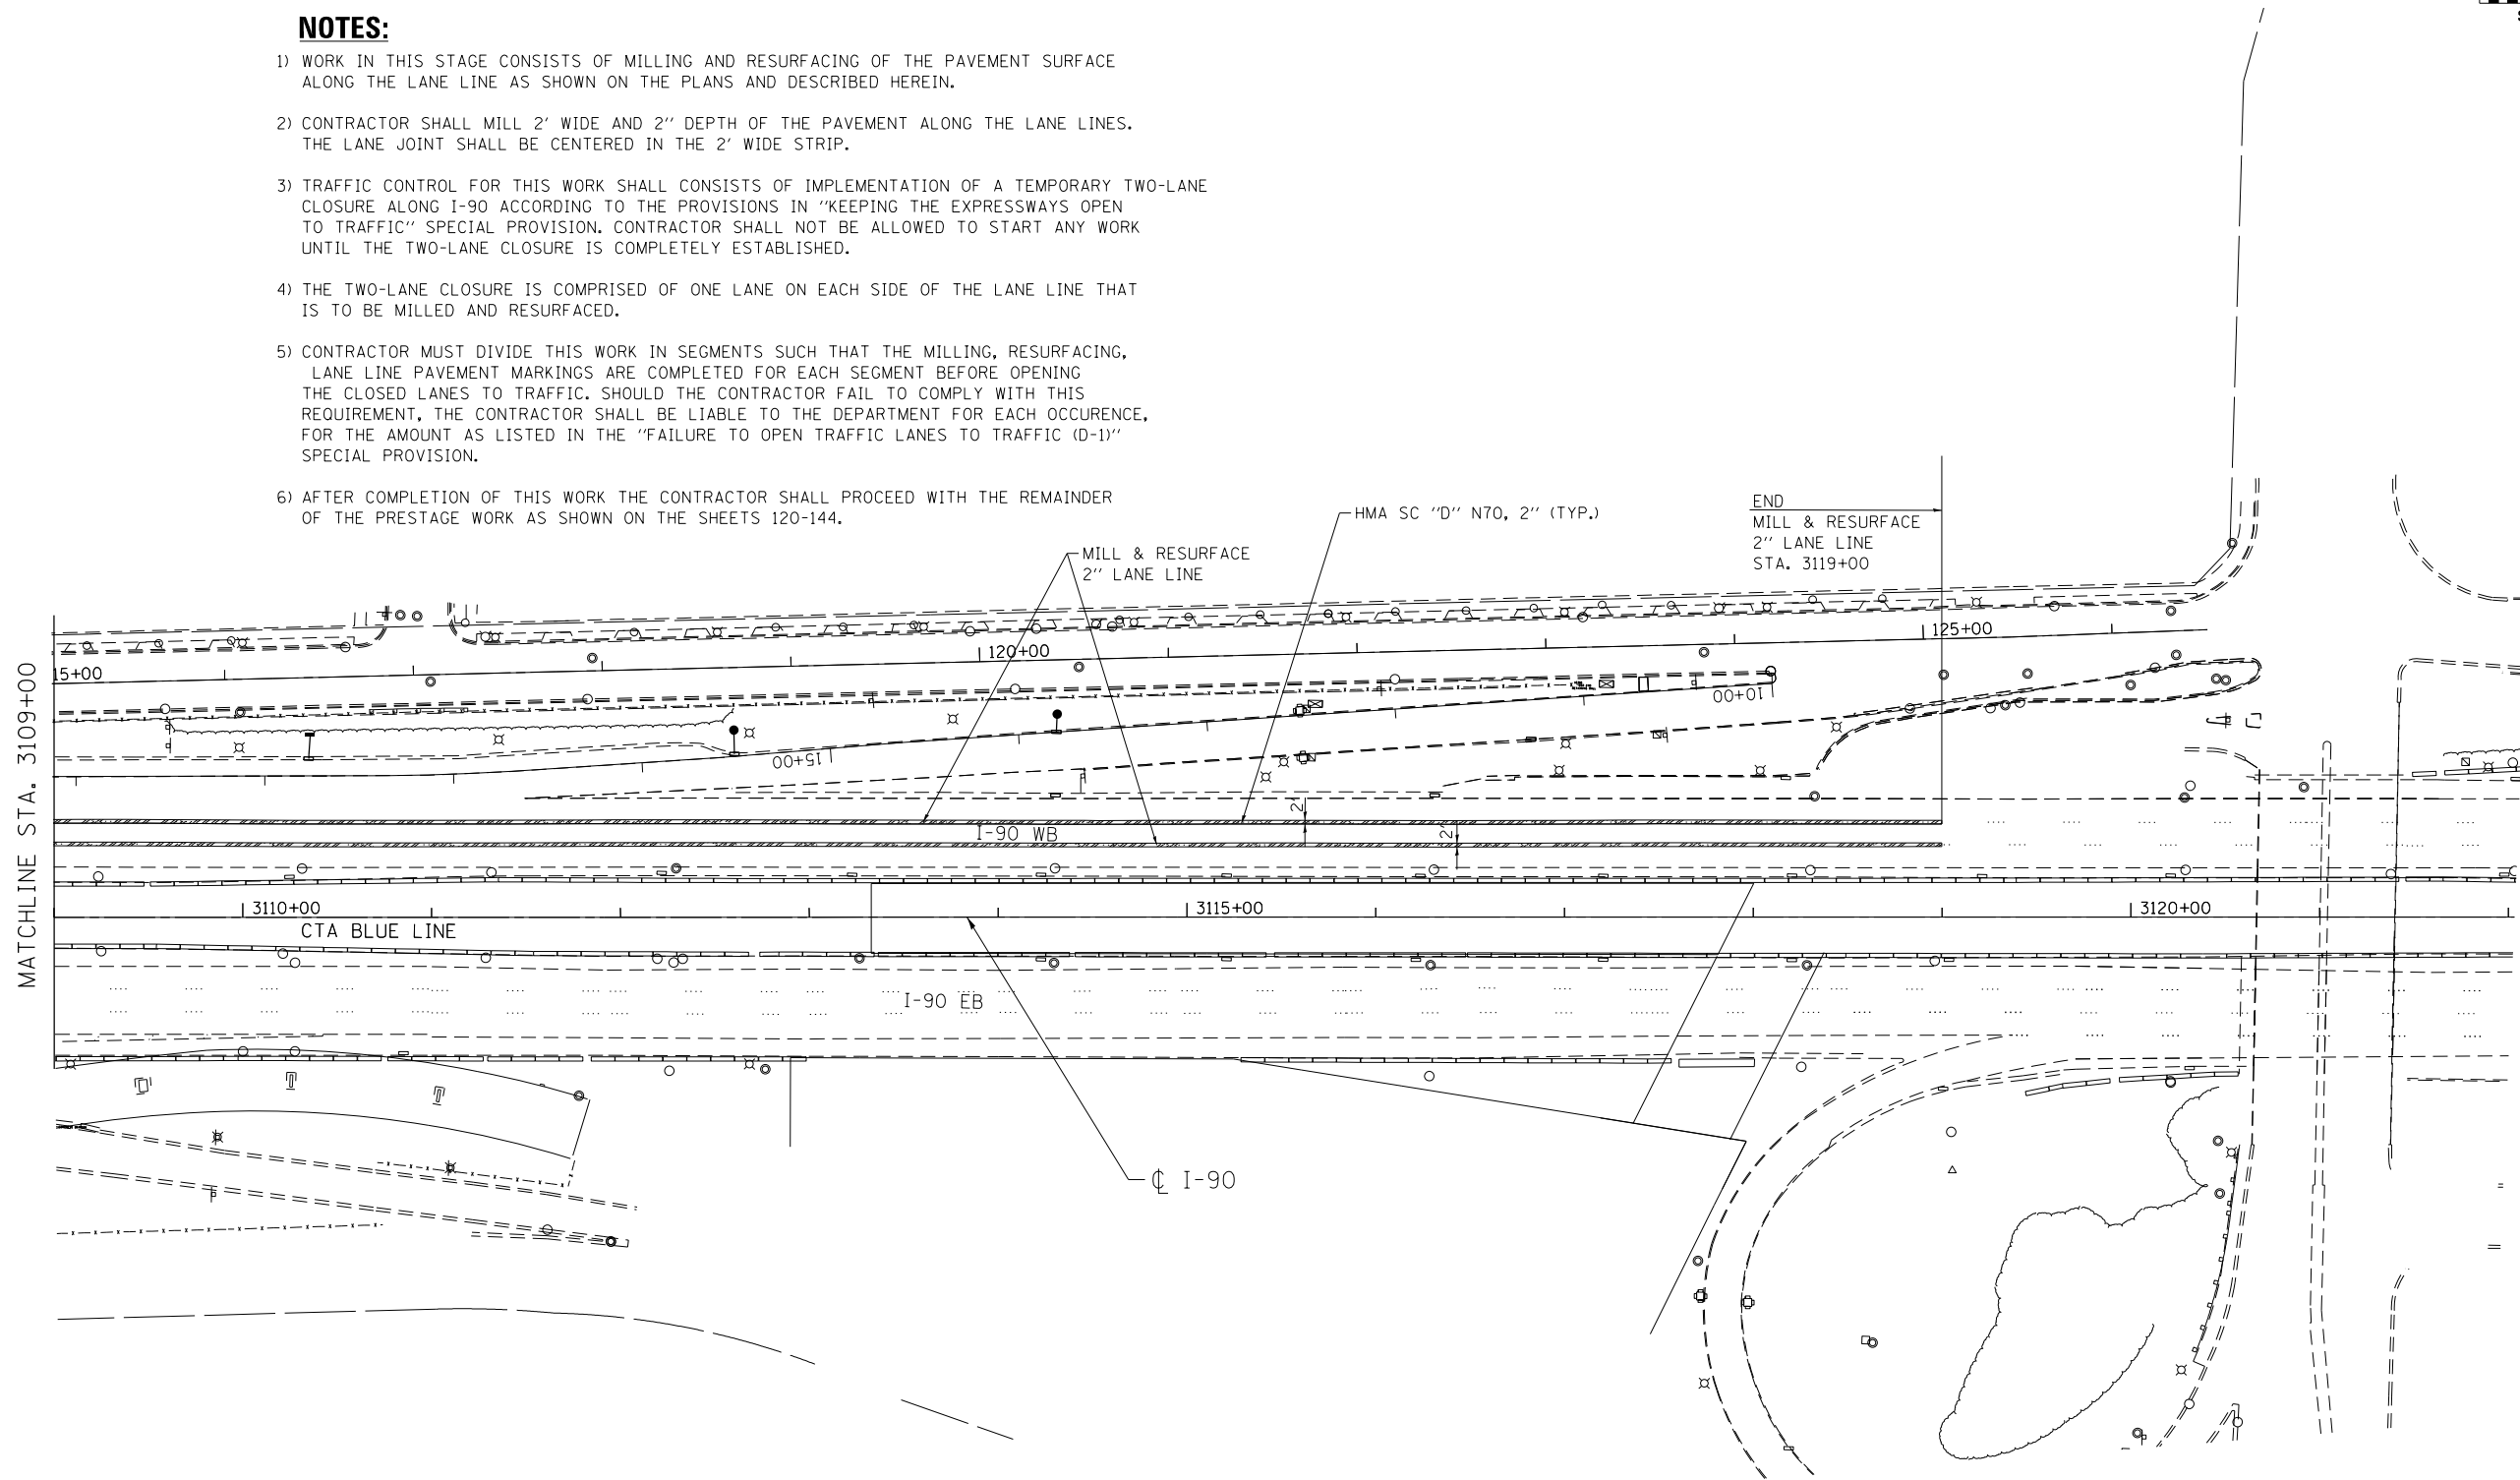 NOTES:
1) WORK IN THIS STAGE CONSISTS OF MILLING AND RESURFACING OF THE PAVEMENT SURFACE
ALONG THE LANE LINE AS SHOWN ON THE PLANS AND DESCRIBED HEREIN.
2) CONTRACTOR SHALL MILL 2' WIDE AND 2'' DEPTH OF THE PAVEMENT ALONG THE LANE LINES.
THE LANE JOINT SHALL BE CENTERED IN THE 2' WIDE STRIP.
3) TRAFFIC CONTROL FOR THIS WORK SHALL CONSISTS OF IMPLEMENTATION OF A TEMPORARY TWO-LANE
CLOSURE ALONG I-90 ACCORDING TO THE PROVISIONS IN ''KEEPING THE EXPRESSWAYS OPEN
TO TRAFFIC'' SPECIAL PROVISION. CONTRACTOR SHALL NOT BE ALLOWED TO START ANY WORK
UNTIL THE TWO-LANE CLOSURE IS COMPLETELY ESTABLISHED.
4) THE TWO-LANE CLOSURE IS COMPRISED OF ONE LANE ON EACH SIDE OF THE LANE LINE THAT
IS TO BE MILLED AND RESURFACED.
5) CONTRACTOR MUST DIVIDE THIS WORK IN SEGMENTS SUCH THAT THE MILLING, RESURFACING,
LANE LINE PAVEMENT MARKINGS ARE COMPLETED FOR EACH SEGMENT BEFORE OPENING
THE CLOSED LANES TO TRAFFIC. SHOULD THE CONTRACTOR FAIL TO COMPLY WITH THIS
REQUIREMENT, THE CONTRACTOR SHALL BE LIABLE TO THE DEPARTMENT FOR EACH OCCURENCE,
FOR THE AMOUNT AS LISTED IN THE ''FAILURE TO OPEN TRAFFIC LANES TO TRAFFIC (D-1)''
SPECIAL PROVISION.
6) AFTER COMPLETION OF THIS WORK THE CONTRACTOR SHALL PROCEED WITH THE REMAINDER
OF THE PRESTAGE WORK AS SHOWN ON THE SHEETS 120-144.
HMA SC ''D'' N70, 2'' (TYP.)
END
MILL & RESURFACE
2'' LANE LINE
STA. 3119+00
MILL & RESURFACE
2'' LANE LINE
125+00
120+00
15+00
10+00
15+00
MATCHLINE STA. 3109+00
2'
2'
I-90 WB
3110+00
3115+00
3120+00
CTA BLUE LINE
I-90 EB
℄ I-90